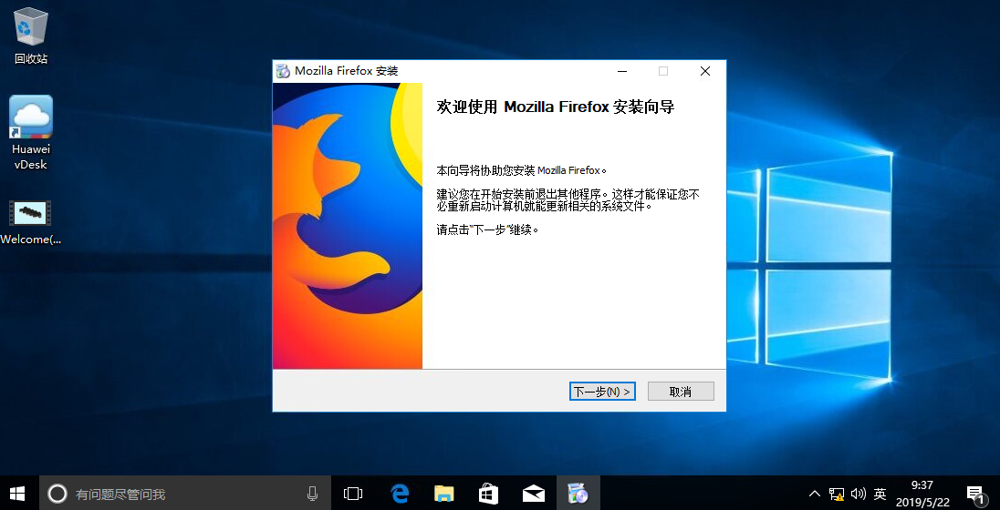 回收站
Huawei
vDesk
Welcome(...
Mozilla Firefox 安装
欢迎使用 Mozilla Firefox 安装向导
本向导将协助您安装 Mozilla Firefox。
建议您在开始安装前退出其他程序。这样才能保证您不
必重新启动计算机就能更新相关的系统文件。
请点击“下一步”继续。
下一步(N) >
取消
有问题尽管问我
英
9:37
2019/5/22
1